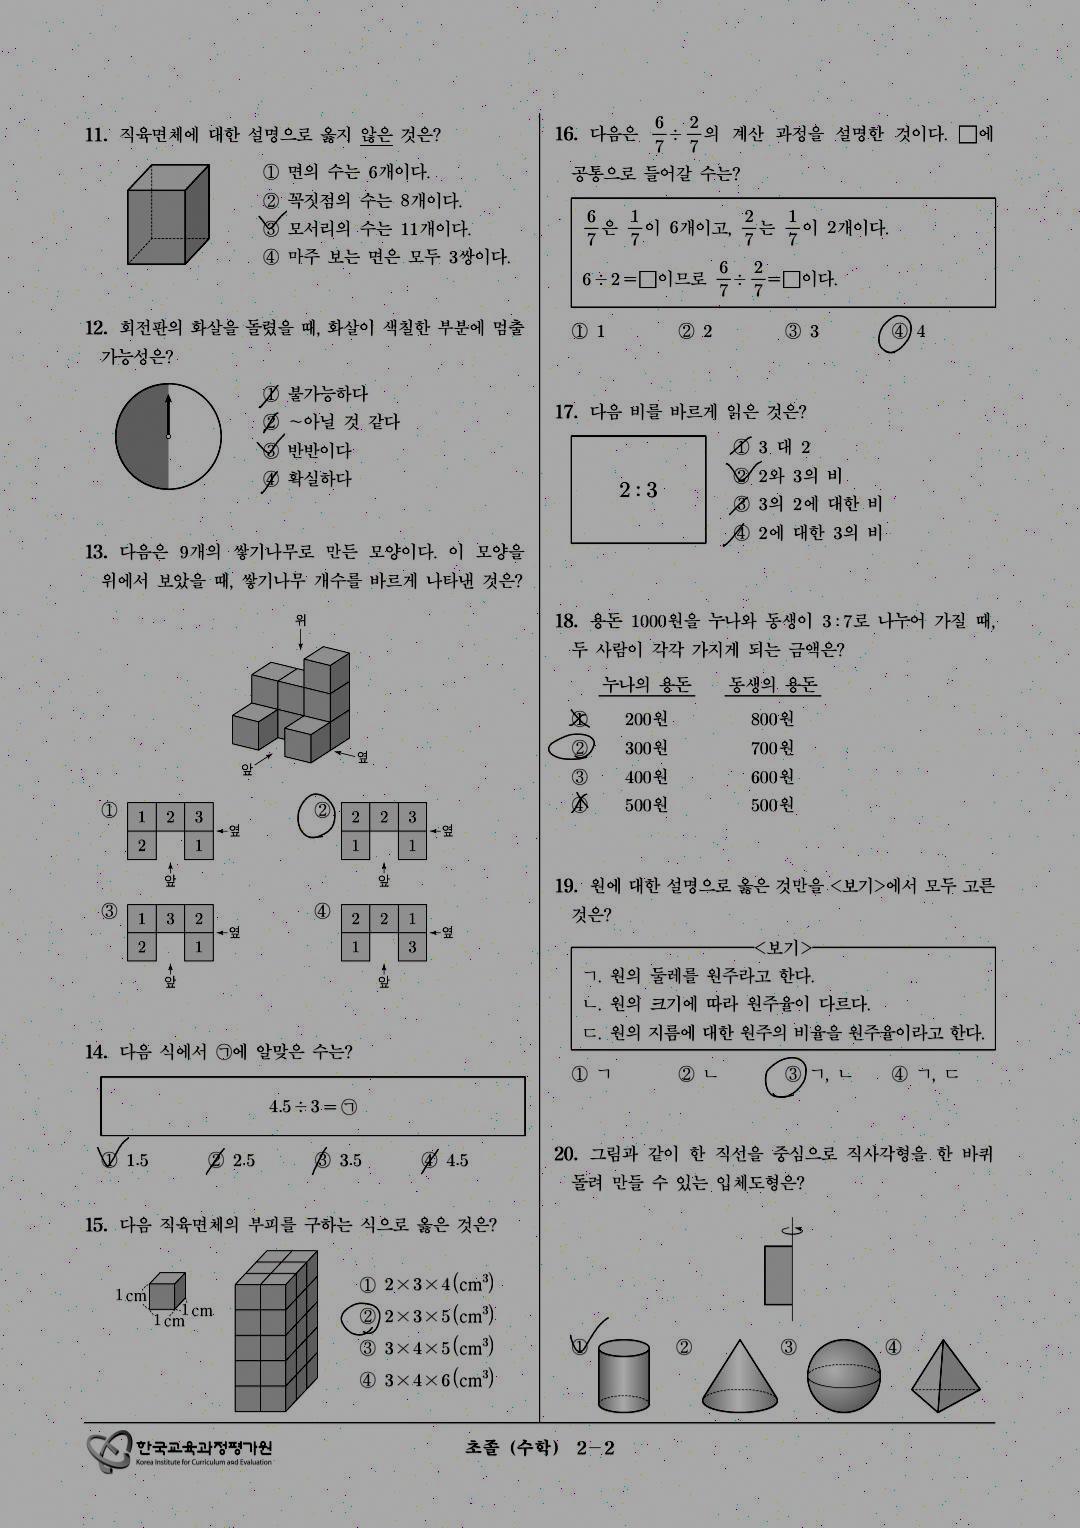 11. 직육면체에 대한 설명으로 옳지 않은 것은?
① 면의 수는 6개이다.
② 꼭짓점의 수는 8개이다.
③ 모서리의 수는 11개이다.
④ 마주 보는 면은 모두 3쌍이다.
12. 회전판의 화살을 돌렸을 때, 화살이 색칠한 부분에 멈출
가능성은?
① 불가능하다
② ~아닐 것 같다
③ 반반이다
④ 확실하다
13. 다음은 9개의 쌓기나무로 만든 모양이다. 이 모양을
위에서 보았을 때, 쌓기나무 개수를 바르게 나타낸 것은?
위
앞
옆
① 1 2 3
2 1 옆
앞
② 2 2 3
1 1 옆
앞
③ 1 3 2
2 1 옆
앞
④ 2 2 1
1 3 옆
앞
14. 다음 식에서 ㉠에 알맞은 수는?
4.5÷3=㉠
① 1.5 ② 2.5 ③ 3.5 ④ 4.5
15. 다음 직육면체의 부피를 구하는 식으로 옳은 것은?
1 cm
1 cm
1 cm
① 2×3×4(cm³)
② 2×3×5(cm³)
③ 3×4×5(cm³)
④ 3×4×6(cm³)
16. 다음은 6/7÷2/7의 계산 과정을 설명한 것이다. □에
공통으로 들어갈 수는?
6/7은 1/7이 6개이고, 2/7는 1/7이 2개이다.
6÷2=□이므로 6/7÷2/7=□이다.
① 1 ② 2 ③ 3 ④ 4
17. 다음 비를 바르게 읽은 것은?
2 : 3
① 3 대 2
② 2와 3의 비
③ 3의 2에 대한 비
④ 2에 대한 3의 비
18. 용돈 1000원을 누나와 동생이 3 : 7로 나누어 가질 때,
두 사람이 각각 가지게 되는 금액은?
누나의 용돈 동생의 용돈
① 200원 800원
② 300원 700원
③ 400원 600원
④ 500원 500원
19. 원에 대한 설명으로 옳은 것만을 <보기>에서 모두 고른
것은?
<보기>
ㄱ. 원의 둘레를 원주라고 한다.
ㄴ. 원의 크기에 따라 원주율이 다르다.
ㄷ. 원의 지름에 대한 원주의 비율을 원주율이라고 한다.
① ㄱ ② ㄴ ③ ㄱ, ㄴ ④ ㄱ, ㄷ
20. 그림과 같이 한 직선을 중심으로 직사각형을 한 바퀴
돌려 만들 수 있는 입체도형은?
① ② ③ ④
한국교육과정평가원
Korea Institute for Curriculum and Evaluation
초졸 (수학) 2-2